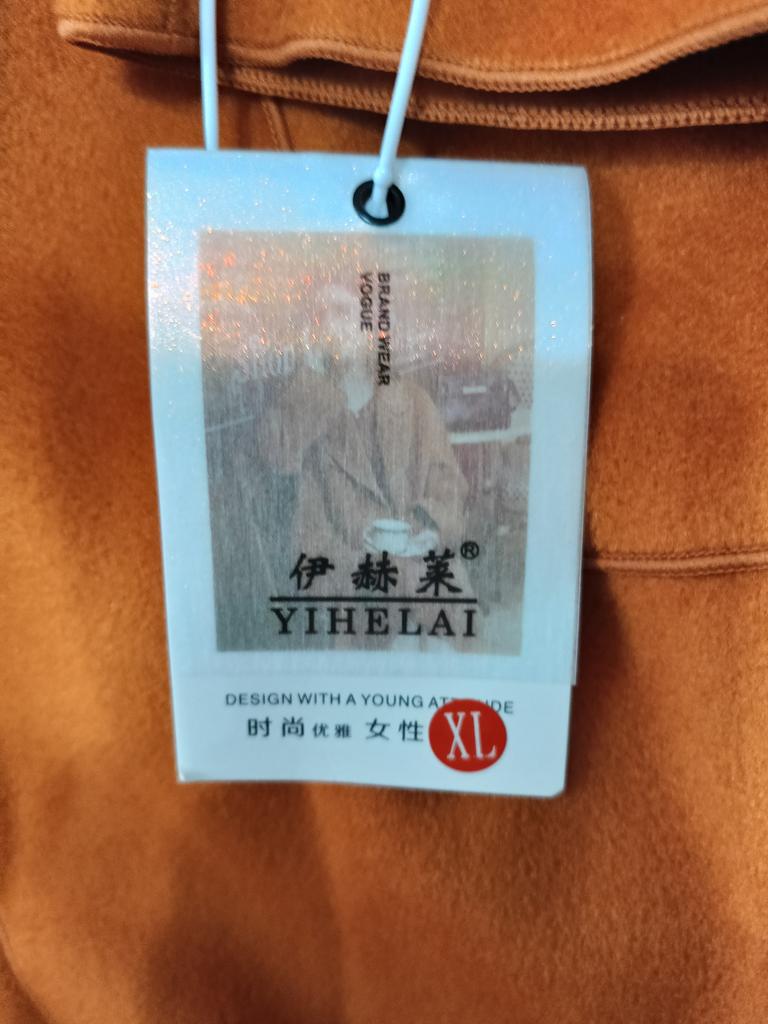 BRAND WEAR
VOGUE
伊赫莱®
YIHELAI
DESIGN WITH A YOUNG
时尚优雅女性
XL